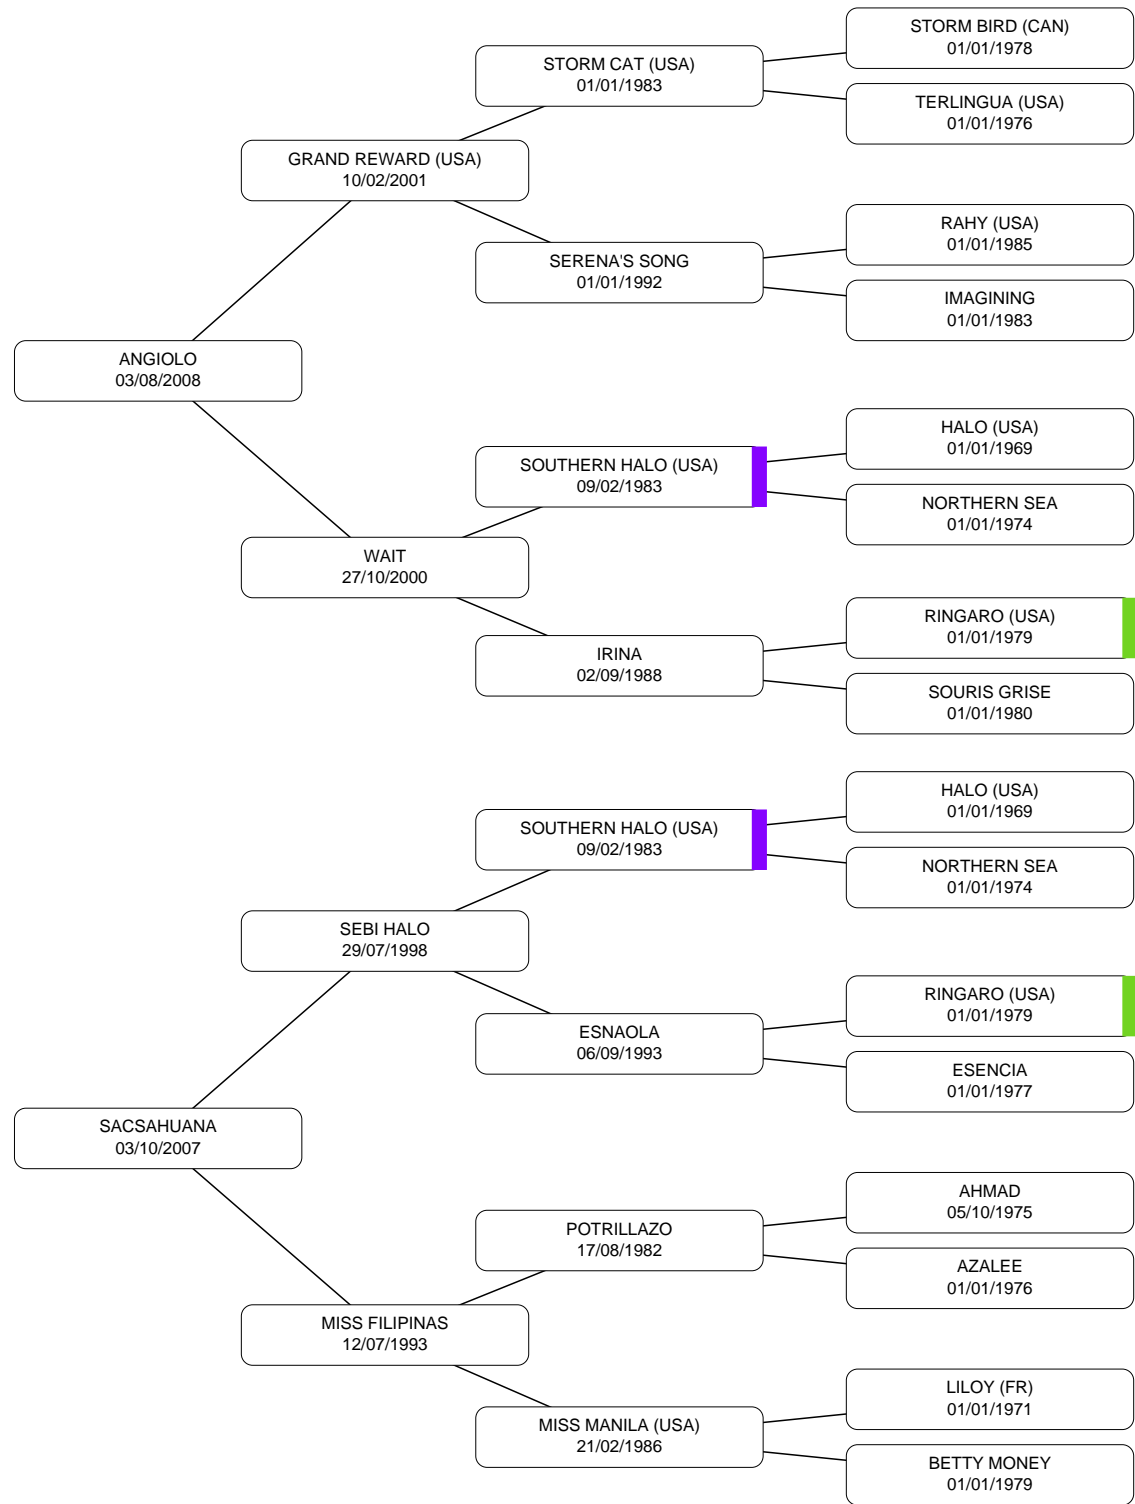 STORM BIRD (CAN)
01/01/1978
STORM CAT (USA)
01/01/1983
TERLINGUA (USA)
01/01/1976
GRAND REWARD (USA)
10/02/2001
RAHY (USA)
01/01/1985
SERENA'S SONG
01/01/1992
IMAGINING
01/01/1983
ANGIOLO
03/08/2008
HALO (USA)
01/01/1969
SOUTHERN HALO (USA)
09/02/1983
NORTHERN SEA
01/01/1974
WAIT
27/10/2000
RINGARO (USA)
01/01/1979
IRINA
02/09/1988
SOURIS GRISE
01/01/1980
HALO (USA)
01/01/1969
SOUTHERN HALO (USA)
09/02/1983
NORTHERN SEA
01/01/1974
SEBI HALO
29/07/1998
RINGARO (USA)
01/01/1979
ESNAOLA
06/09/1993
ESENCIA
01/01/1977
SACSAHUANA
03/10/2007
AHMAD
05/10/1975
POTRILLAZO
17/08/1982
AZALEE
01/01/1976
MISS FILIPINAS
12/07/1993
LILOY (FR)
01/01/1971
MISS MANILA (USA)
21/02/1986
BETTY MONEY
01/01/1979